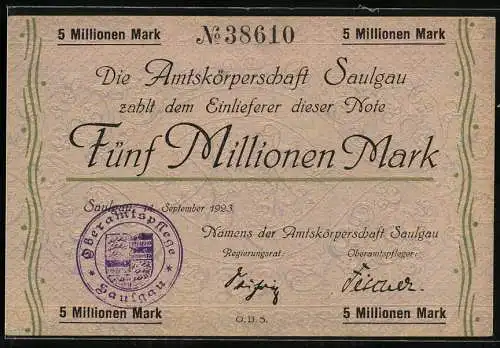 5 Millionen Mark
№ 38610
5 Millionen Mark
Die Amtskörperschaft Saulgau
zahlt dem Einlieferer dieser Note
Fünf Millionen Mark
Saulgau, 14. September 1923.
Namens der Amtskörperschaft Saulgau
Regierungsrat: Oberamtspfleger:
Oberamtspflege
* Saulgau *
5 Millionen Mark
O.D.S.
5 Millionen Mark